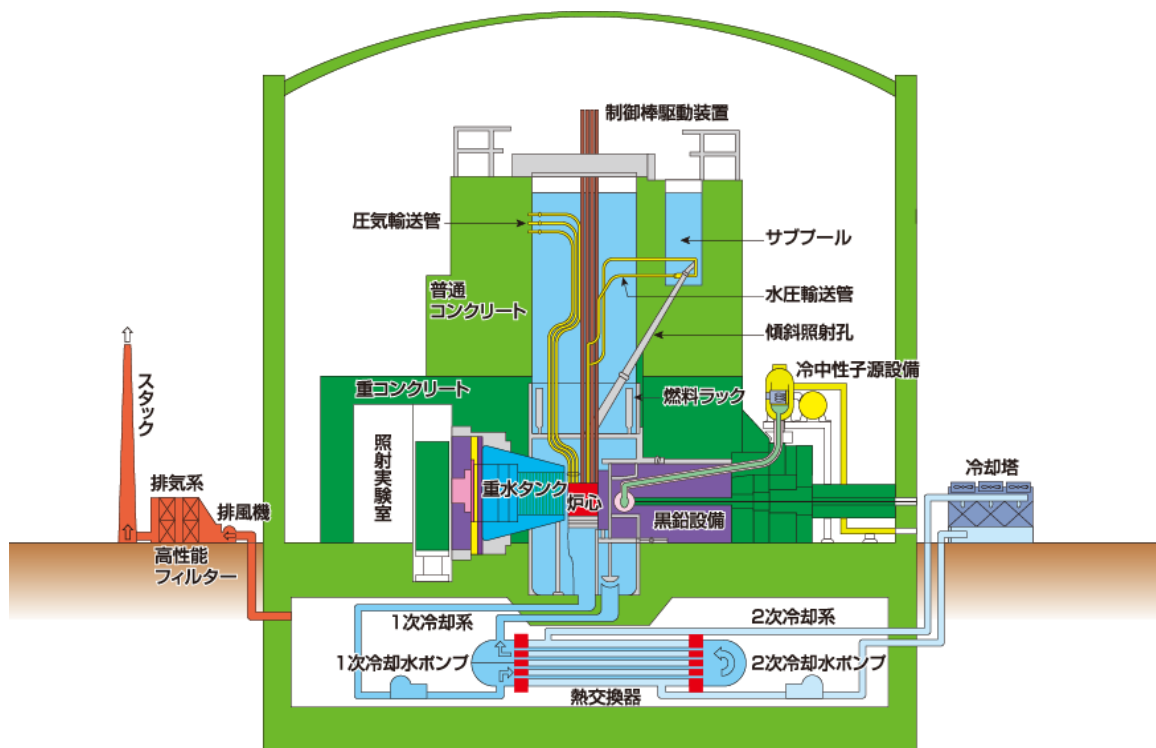 制御棒駆動装置
圧気輸送管
サブプール
普通
コンクリート
水圧輸送管
傾斜照射孔
冷中性子源設備
重コンクリート
燃料ラック
スタック
照射実験室
排気系
排風機
高性能
フィルター
重水タンク
炉心
黒鉛設備
冷却塔
1次冷却系
2次冷却系
1次冷却水ポンプ
2次冷却水ポンプ
熱交換器